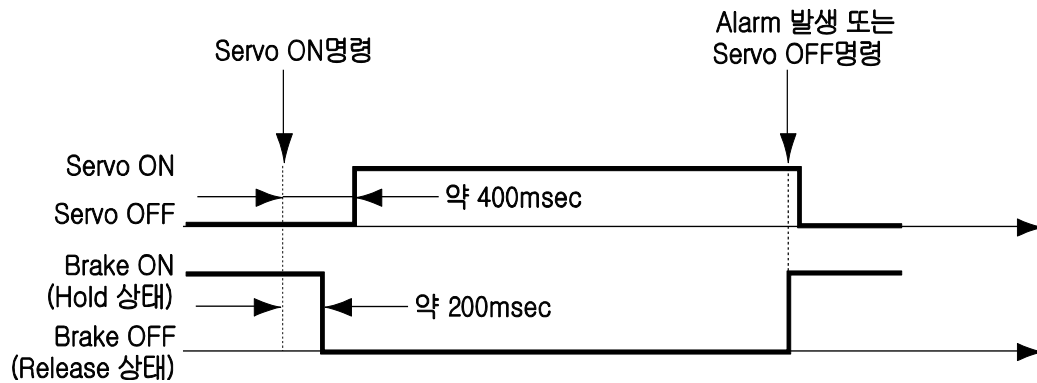 Servo ON명령
Alarm 발생 또는
Servo OFF명령
Servo ON
약 400msec
Servo OFF
Brake ON
(Hold 상태)
약 200msec
Brake OFF
(Release 상태)